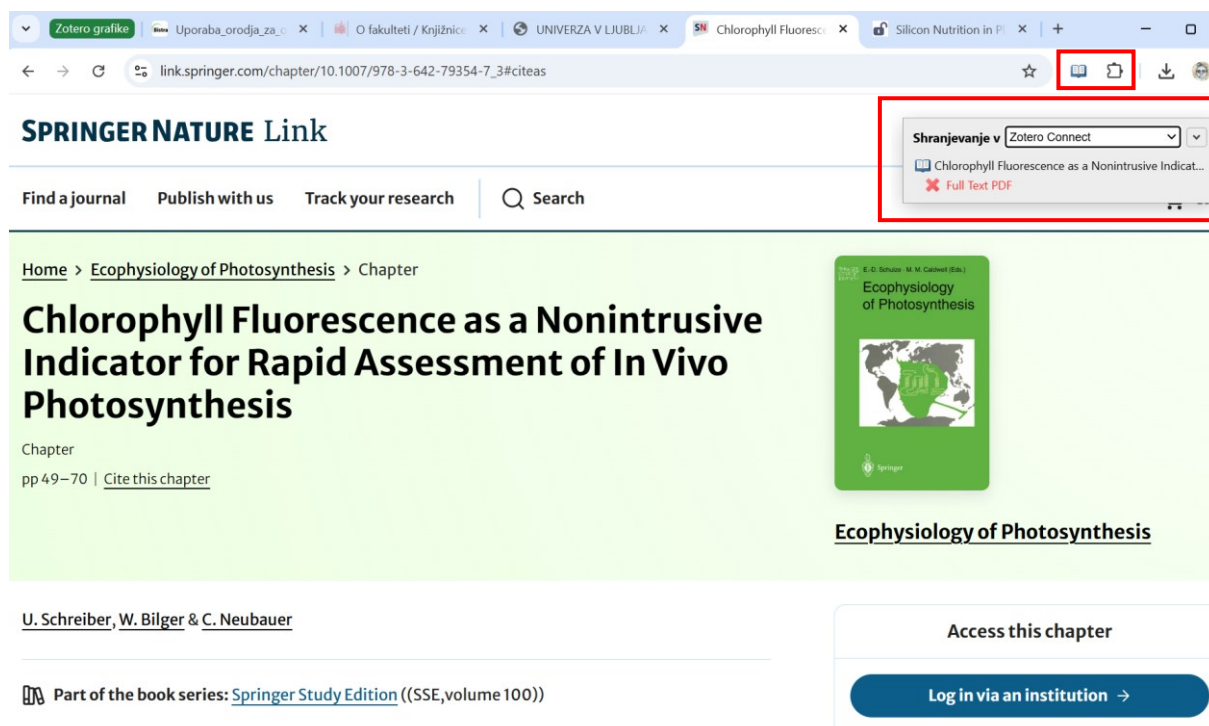 Zotero grafike
Uporaba_orodja_za_
O fakulteti / Knjižnice
UNIVERZA V LJUBLJA
SN
Chlorophyll Fluoresc
Silicon Nutrition in P
link.springer.com/chapter/10.1007/978-3-642-79354-7_3#citeas
SPRINGER NATURE Link
Shranjevanje v Zotero Connect
Chlorophyll Fluorescence as a Nonintrusive Indicat...
Full Text PDF
Find a journal Publish with us Track your research Search
Home > Ecophysiology of Photosynthesis > Chapter
Chlorophyll Fluorescence as a Nonintrusive
Indicator for Rapid Assessment of In Vivo
Photosynthesis
Chapter
pp 49–70 | Cite this chapter
E.-D. Schulze · M. M. Caldwell (Eds.)
Ecophysiology
of Photosynthesis
Springer
Ecophysiology of Photosynthesis
U. Schreiber, W. Bilger & C. Neubauer
Part of the book series: Springer Study Edition ((SSE,volume 100))
Access this chapter
Log in via an institution →